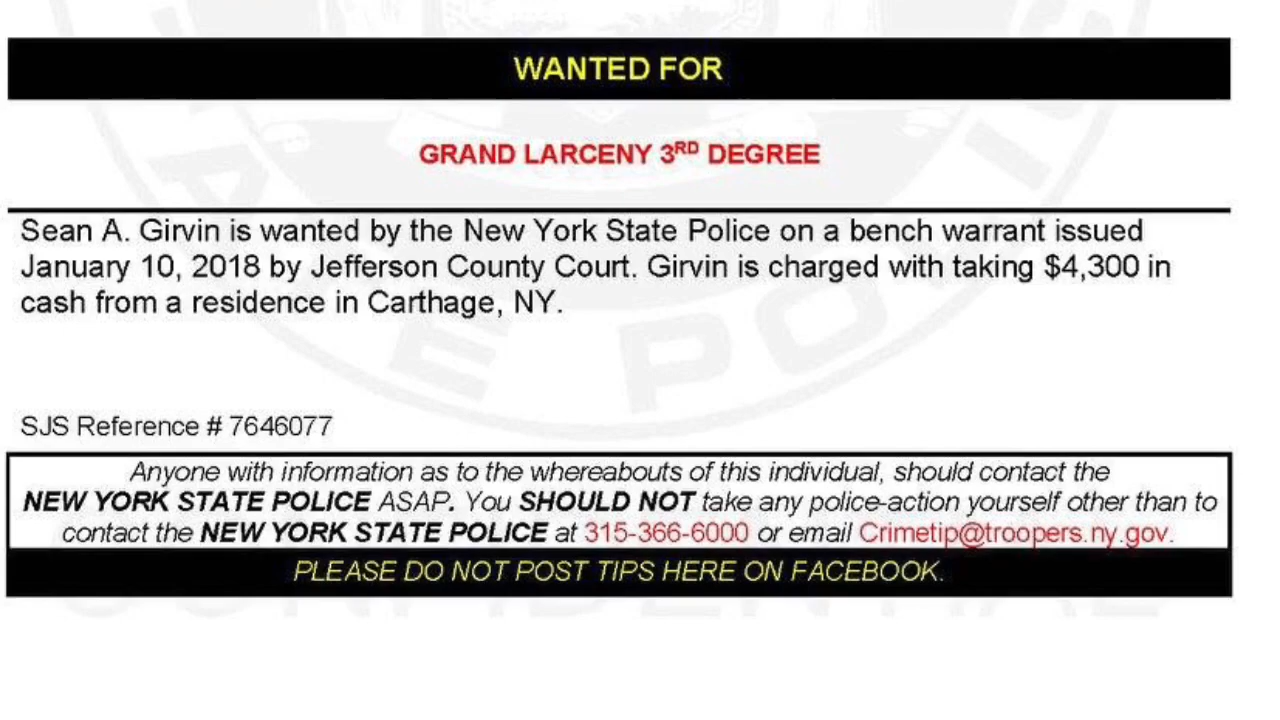 WANTED FOR
GRAND LARCENY 3RD DEGREE
Sean A. Girvin is wanted by the New York State Police on a bench warrant issued
January 10, 2018 by Jefferson County Court. Girvin is charged with taking $4,300 in
cash from a residence in Carthage, NY.
SJS Reference # 7646077
Anyone with information as to the whereabouts of this individual, should contact the
NEW YORK STATE POLICE ASAP. You SHOULD NOT take any police-action yourself other than to
contact the NEW YORK STATE POLICE at 315-366-6000 or email Crimetip@troopers.ny.gov.
PLEASE DO NOT POST TIPS HERE ON FACEBOOK.